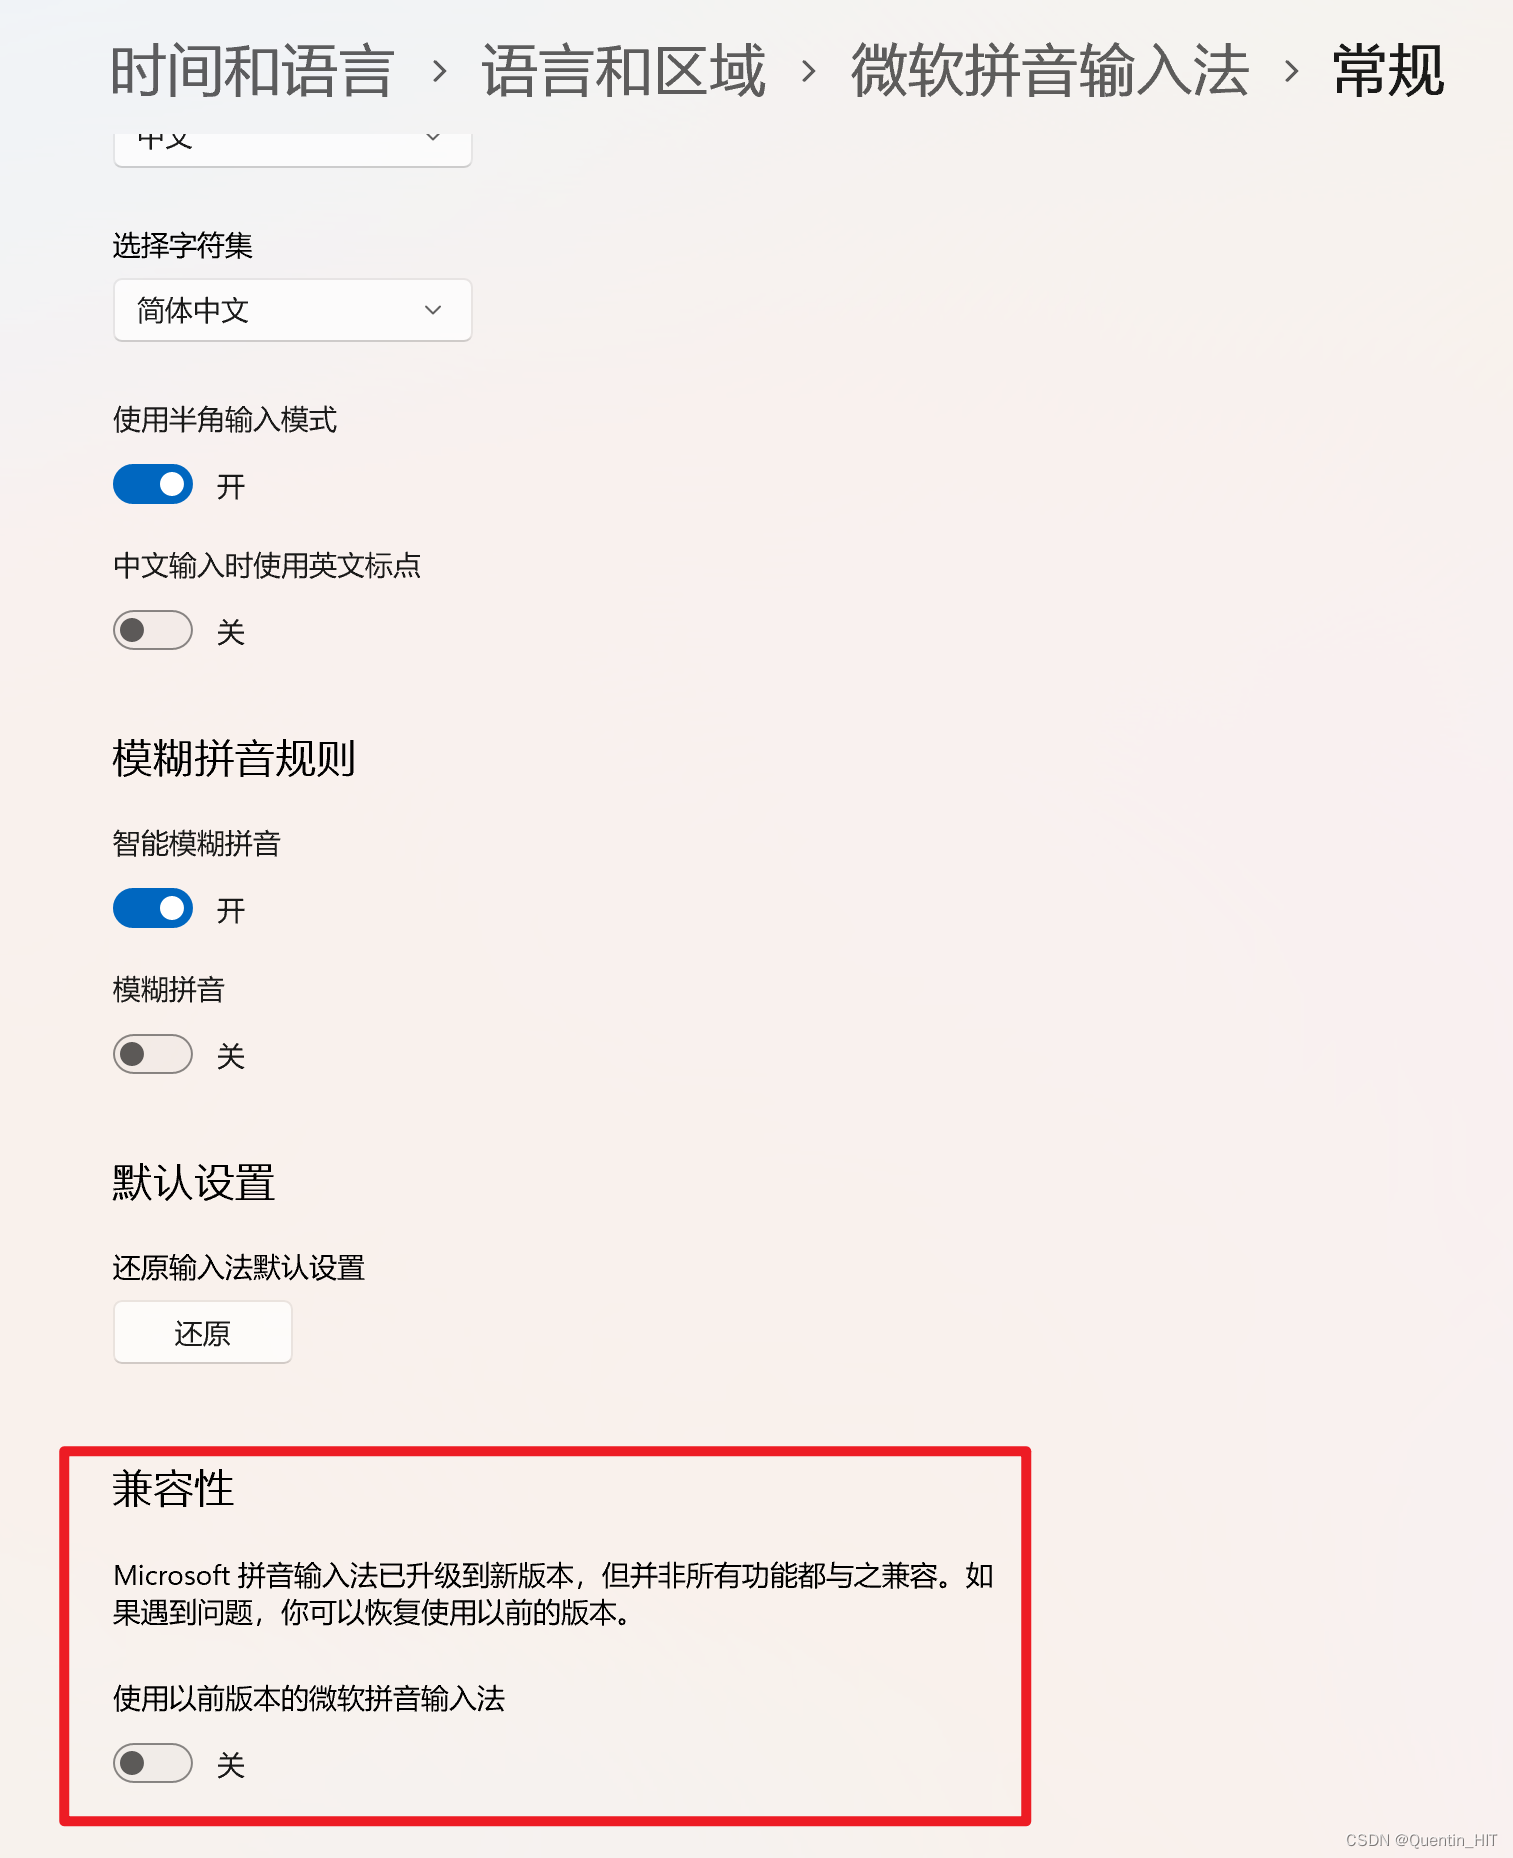 时间和语言 › 语言和区域 › 微软拼音输入法 › 常规
中文
选择字符集
简体中文
使用半角输入模式
开
中文输入时使用英文标点
关
模糊拼音规则
智能模糊拼音
开
模糊拼音
关
默认设置
还原输入法默认设置
还原
兼容性
Microsoft 拼音输入法已升级到新版本，但并非所有功能都与之兼容。如
果遇到问题，你可以恢复使用以前的版本。
使用以前版本的微软拼音输入法
关
CSDN @Quentin_HIT